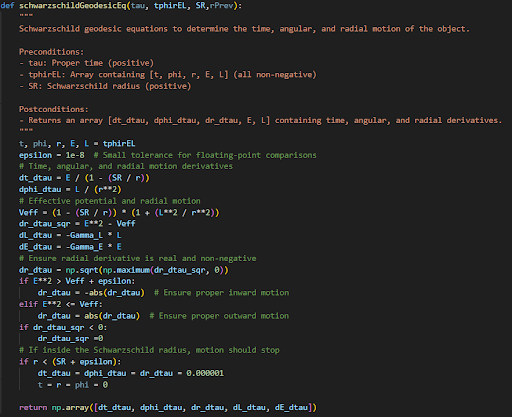 def schwarzschildGeodesicEq(tau, tphirEL, SR,rPrev):
    """
    Schwarzschild geodesic equations to determine the time, angular, and radial motion of the object.

    Preconditions:
    - tau: Proper time (positive)
    - tphirEL: Array containing [t, phi, r, E, L] (all non-negative)
    - SR: Schwarzschild radius (positive)

    Postconditions:
    - Returns an array [dt_dtau, dphi_dtau, dr_dtau, E, L] containing time, angular, and radial derivatives.
    """
    t, phi, r, E, L = tphirEL
    epsilon = 1e-8  # Small tolerance for floating-point comparisons
    # Time, angular, and radial motion derivatives
    dt_dtau = E / (1 - (SR / r))
    dphi_dtau = L / (r**2)
    # Effective potential and radial motion
    Veff = (1 - (SR / r)) * (1 + (L**2 / r**2))
    dr_dtau_sqr = E**2 - Veff
    dL_dtau = -Gamma_L * L
    dE_dtau = -Gamma_E * E
    # Ensure radial derivative is real and non-negative
    dr_dtau = np.sqrt(np.maximum(dr_dtau_sqr, 0))
    if E**2 > Veff + epsilon:
        dr_dtau = -abs(dr_dtau)  # Ensure proper inward motion
    elif E**2 <= Veff:
        dr_dtau = abs(dr_dtau)  # Ensure proper outward motion
    if dr_dtau_sqr < 0:
        dr_dtau_sqr =0
    # If inside the Schwarzschild radius, motion should stop
    if r < (SR + epsilon):
        dt_dtau = dphi_dtau = dr_dtau = 0.000001
        t = r = phi = 0

    return np.array([dt_dtau, dphi_dtau, dr_dtau, dL_dtau, dE_dtau])